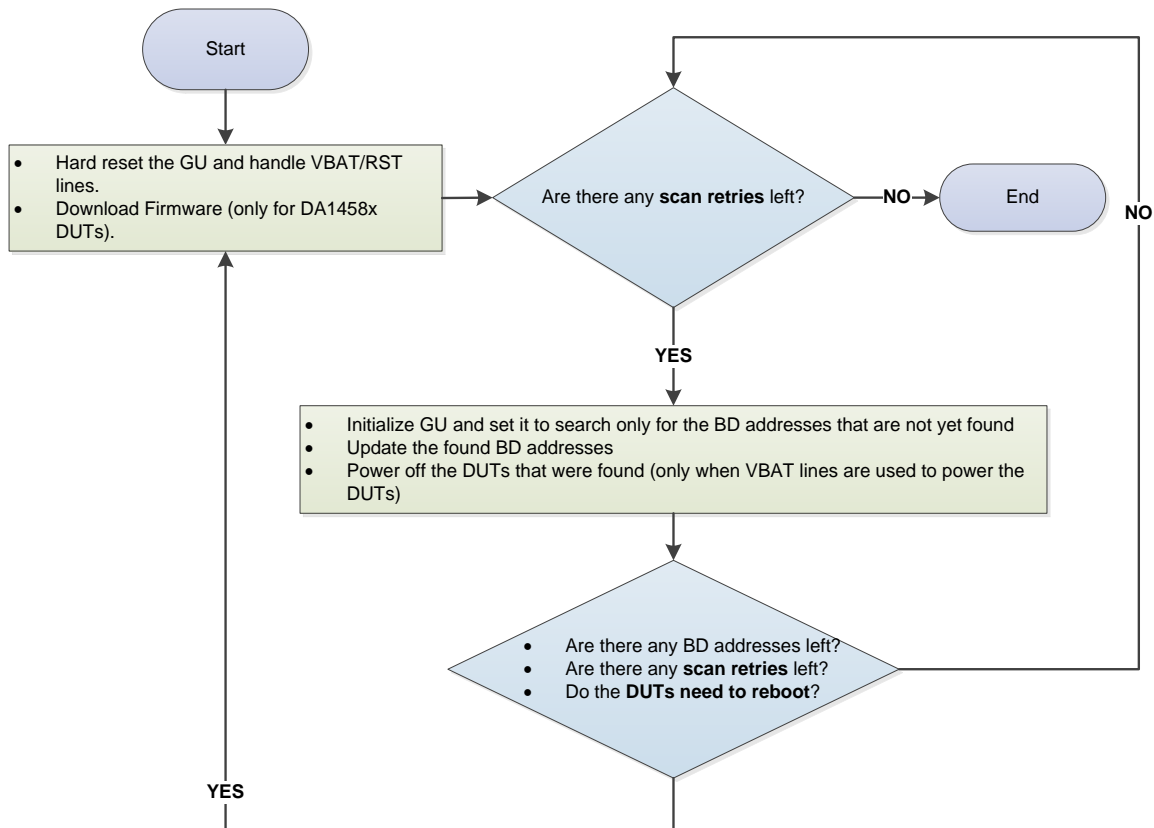 Start
• Hard reset the GU and handle VBAT/RST
lines.
• Download Firmware (only for DA1458x
DUTs).
Are there any scan retries left?
NO
End
NO
YES
• Initialize GU and set it to search only for the BD addresses that are not yet found
• Update the found BD addresses
• Power off the DUTs that were found (only when VBAT lines are used to power the
DUTs)
• Are there any BD addresses left?
• Are there any scan retries left?
• Do the DUTs need to reboot?
YES